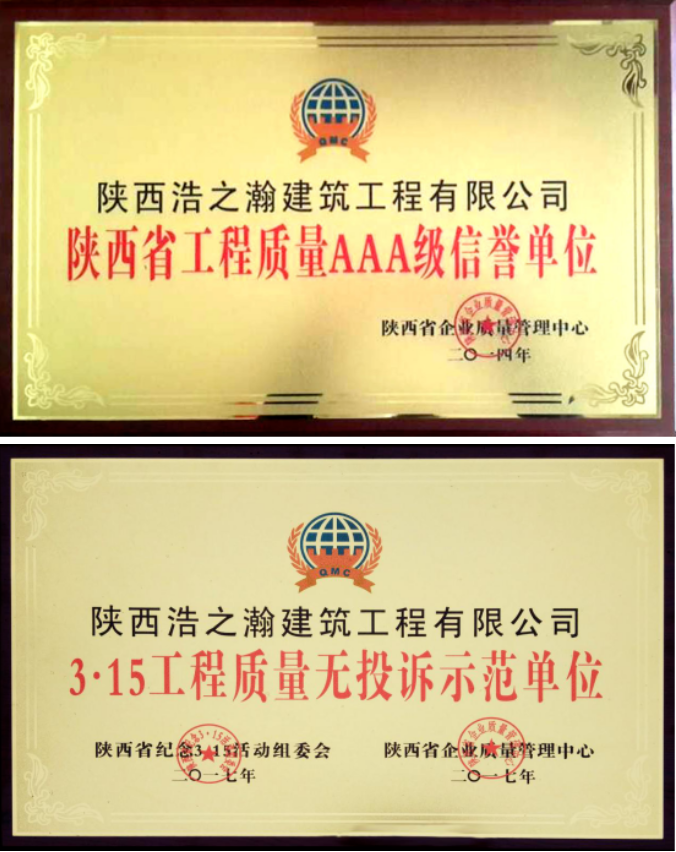 QMC
陕西浩之瀚建筑工程有限公司
陕西省工程质量AAA级信誉单位
陕西省企业质量管理中心
二〇一四年
QMC
陕西浩之瀚建筑工程有限公司
3·15工程质量无投诉示范单位
陕西省纪念3·15活动组委会 陕西省企业质量管理中心
二〇一七年 二〇一七年